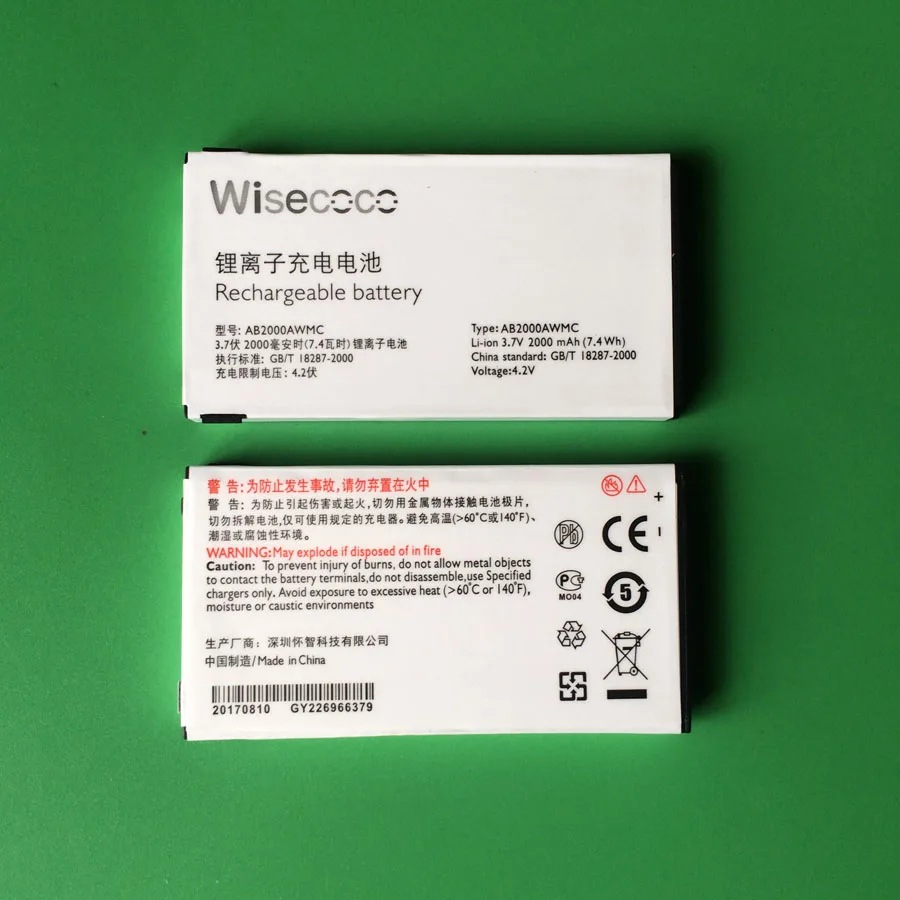 Wisecoco
锂离子充电电池
Rechargeable battery
型号: AB2000AWMC
3.7伏 2000毫安时(7.4瓦时)锂离子电池
执行标准: GB/T 18287-2000
充电限制电压: 4.2伏
Type: AB2000AWMC
Li-ion 3.7V 2000 mAh (7.4 Wh)
China standard: GB/T 18287-2000
Voltage:4.2V
警 告:为防止发生事故,请勿弃置在火中
警 告:为防止引起伤害或起火,切勿用金属物体接触电池极片,
切勿拆解电池,仅可使用规定的充电器。避免高温(>60°C或140°F)、
潮湿或腐蚀性环境。
WARNING: May explode if disposed of in fire
Caution: To prevent injury of burns, do not allow metal objects
to contact the battery terminals,do not disassemble,use Specified
chargers only. Avoid exposure to excessive heat (>60°C or 140°F),
moisture or caustic environments
生产厂商: 深圳怀智科技有限公司
中国制造/Made in China
20170810 GY226966379
+
-
Pb
CE
PC
MO04
5